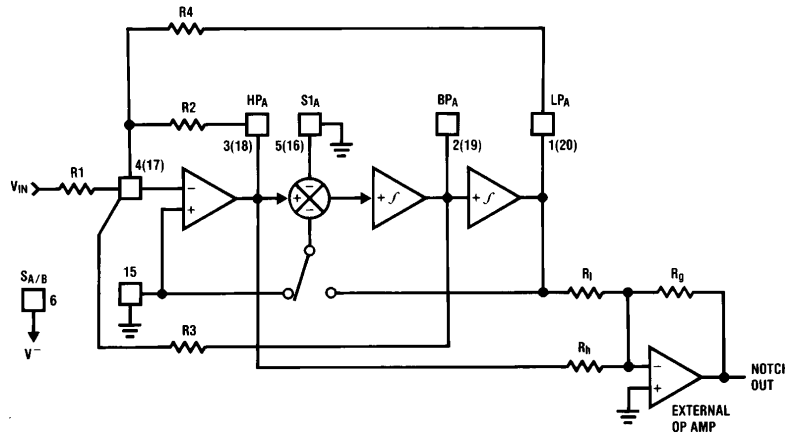 R4
HPA
S1A
BPA
LPA
R2
3(18)
5(16)
2(19)
1(20)
4(17)
R1
VIN
−
+
−
+
−
+ ∫
+ ∫
SA/B
6
15
V−
Rl
Rg
R3
Rh
−
+
NOTCH
OUT
EXTERNAL
OP AMP